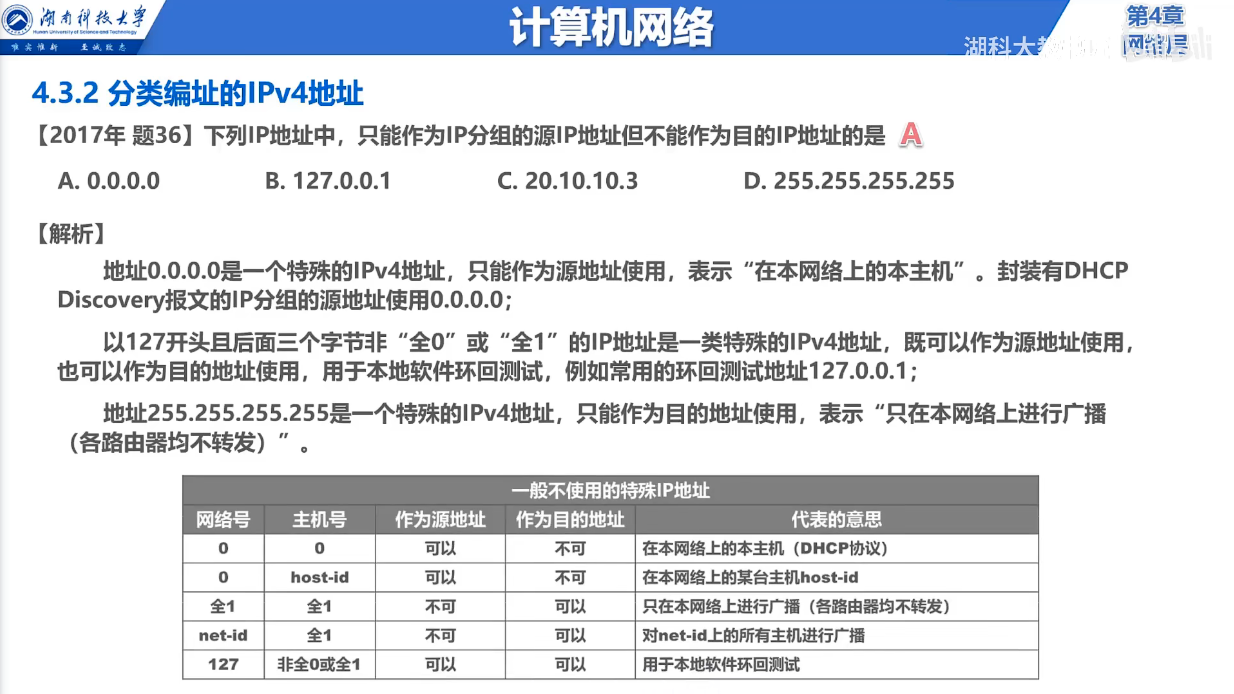 湖南科技大学
Hunan University of Science and Technology
唯实惟新 至诚致志
计算机网络
第4章
网络层
湖科大教
bilibili
4.3.2 分类编址的IPv4地址
【2017年 题36】下列IP地址中，只能作为IP分组的源IP地址但不能作为目的IP地址的是 A
A. 0.0.0.0 B. 127.0.0.1 C. 20.10.10.3 D. 255.255.255.255
【解析】
地址0.0.0.0是一个特殊的IPv4地址，只能作为源地址使用，表示“在本网络上的本主机”。封装有DHCP
Discovery报文的IP分组的源地址使用0.0.0.0；
以127开头且后面三个字节非“全0”或“全1”的IP地址是一类特殊的IPv4地址，既可以作为源地址使用，
也可以作为目的地址使用，用于本地软件环回测试，例如常用的环回测试地址127.0.0.1；
地址255.255.255.255是一个特殊的IPv4地址，只能作为目的地址使用，表示“只在本网络上进行广播
（各路由器均不转发）”。
一般不使用的特殊IP地址
网络号 主机号 作为源地址 作为目的地址 代表的意思
0 0 可以 不可 在本网络上的本主机（DHCP协议）
0 host-id 可以 不可 在本网络上的某台主机host-id
全1 全1 不可 可以 只在本网络上进行广播（各路由器均不转发）
net-id 全1 不可 可以 对net-id上的所有主机进行广播
127 非全0或全1 可以 可以 用于本地软件环回测试